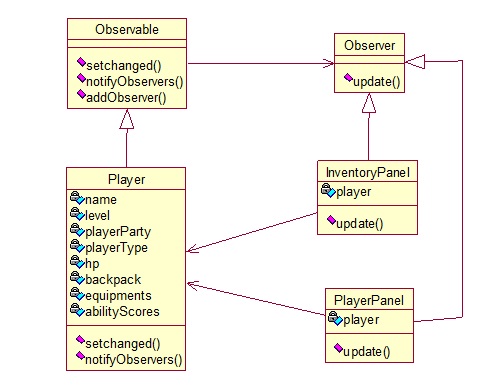 Observable
setchanged()
notifyObservers()
addObserver()
Observer
update()
Player
name
level
playerParty
playerType
hp
backpack
equipments
abilityScores
setchanged()
notifyObservers()
InventoryPanel
player
update()
PlayerPanel
player
update()